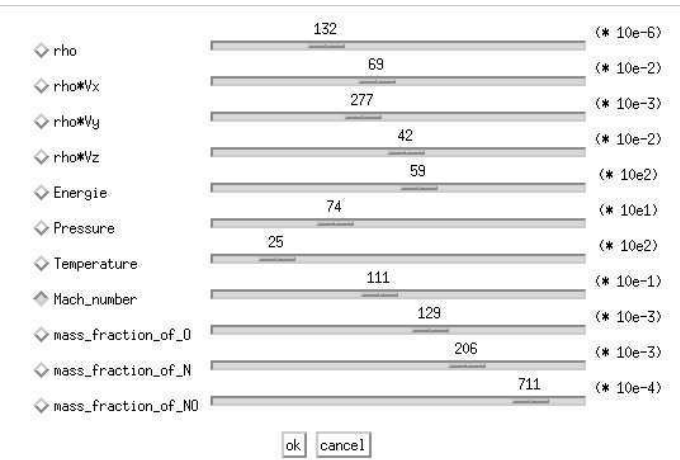 132 (* 10e-6)
rho
69 (* 10e-2)
rho*Vx
277 (* 10e-3)
rho*Vy
42 (* 10e-2)
rho*Vz
59 (* 10e2)
Energie
74 (* 10e1)
Pressure
25 (* 10e2)
Temperature
111 (* 10e-1)
Mach_number
129 (* 10e-3)
mass_fraction_of_O
206 (* 10e-3)
mass_fraction_of_N
711 (* 10e-4)
mass_fraction_of_NO
ok cancel